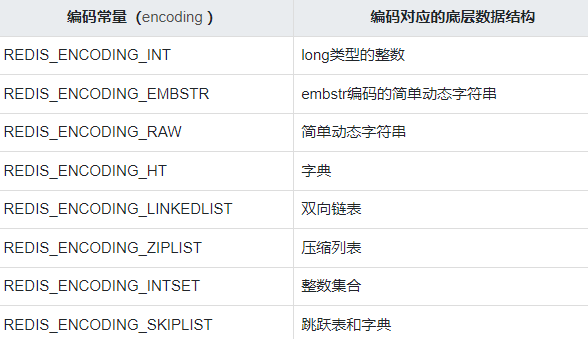 编码常量（encoding ） 编码对应的底层数据结构
REDIS_ENCODING_INT long类型的整数
REDIS_ENCODING_EMBSTR embstr编码的简单动态字符串
REDIS_ENCODING_RAW 简单动态字符串
REDIS_ENCODING_HT 字典
REDIS_ENCODING_LINKEDLIST 双向链表
REDIS_ENCODING_ZIPLIST 压缩列表
REDIS_ENCODING_INTSET 整数集合
REDIS_ENCODING_SKIPLIST 跳跃表和字典